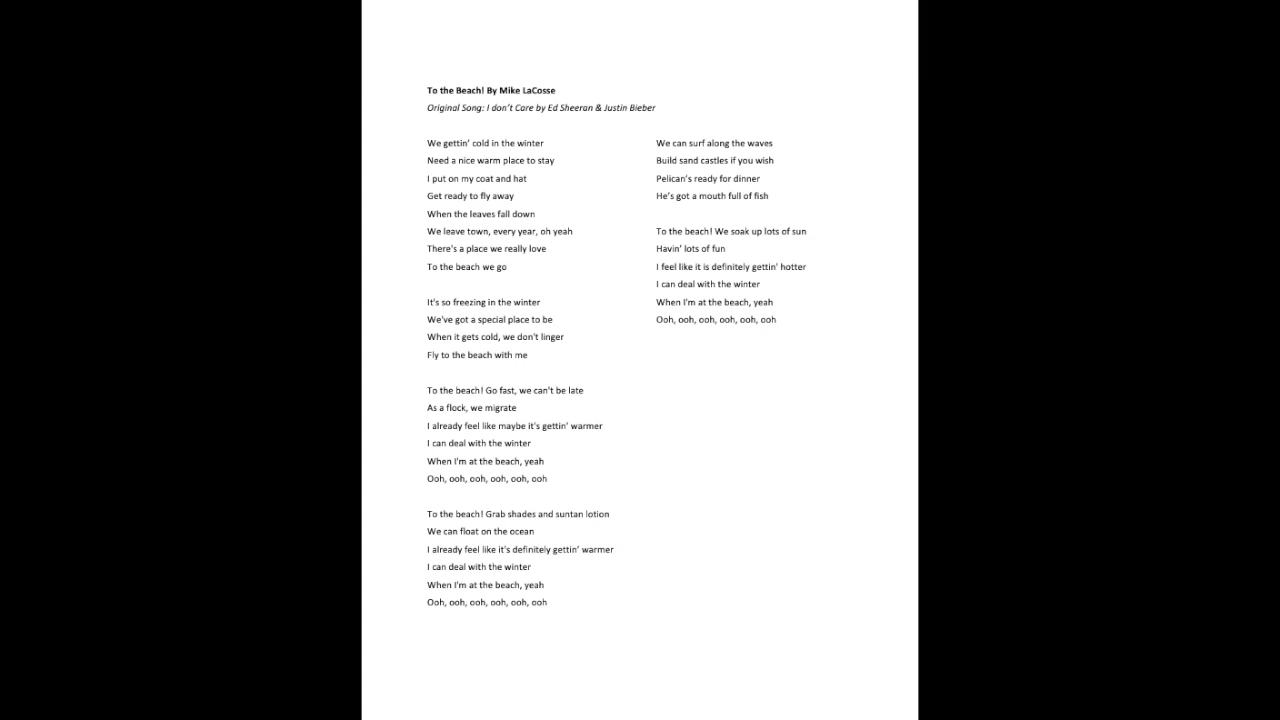 To the Beach! By Mike LaCosse
Original Song: I don't Care by Ed Sheeran & Justin Bieber
We gettin' cold in the winter
Need a nice warm place to stay
I put on my coat and hat
Get ready to fly away
When the leaves fall down
We leave town, every year, oh yeah
There's a place we really love
To the beach we go
It's so freezing in the winter
We've got a special place to be
When it gets cold, we don't linger
Fly to the beach with me
To the beach! Go fast, we can't be late
As a flock, we migrate
I already feel like maybe it's gettin' warmer
I can deal with the winter
When I'm at the beach, yeah
Ooh, ooh, ooh, ooh, ooh, ooh
To the beach! Grab shades and suntan lotion
We can float on the ocean
I already feel like it's definitely gettin' warmer
I can deal with the winter
When I'm at the beach, yeah
Ooh, ooh, ooh, ooh, ooh, ooh
We can surf along the waves
Build sand castles if you wish
Pelican's ready for dinner
He's got a mouth full of fish
To the beach! We soak up lots of sun
Havin' lots of fun
I feel like it is definitely gettin' hotter
I can deal with the winter
When I'm at the beach, yeah
Ooh, ooh, ooh, ooh, ooh, ooh